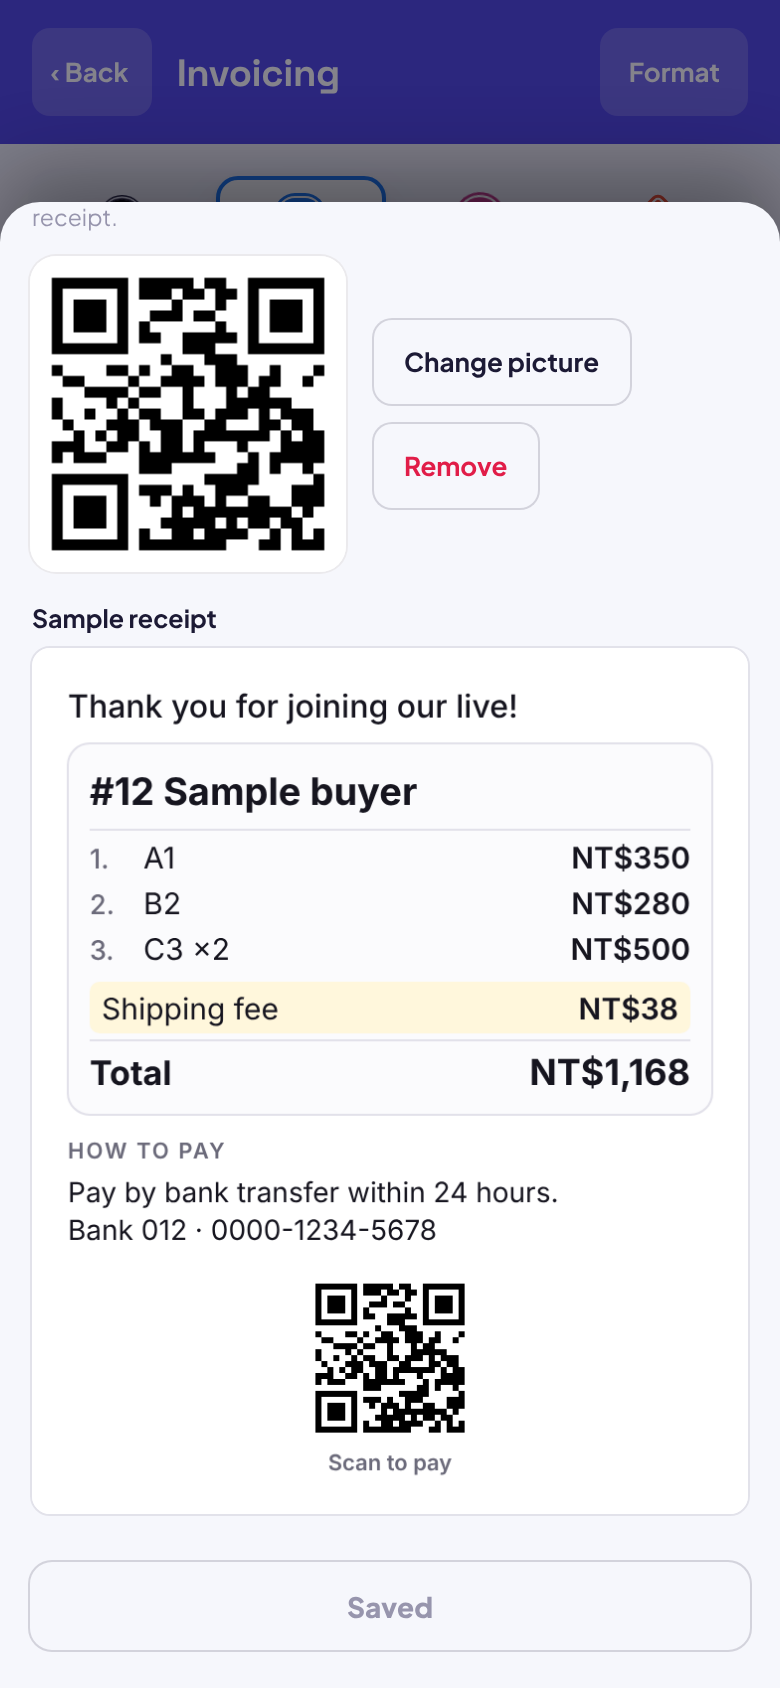 ‹ Back
Invoicing
Format
receipt.
Change picture
Remove
Sample receipt
Thank you for joining our live!
#12 Sample buyer
1. A1 NT$350
2. B2 NT$280
3. C3 ×2 NT$500
Shipping fee NT$38
Total NT$1,168
HOW TO PAY
Pay by bank transfer within 24 hours.
Bank 012 · 0000-1234-5678
Scan to pay
Saved